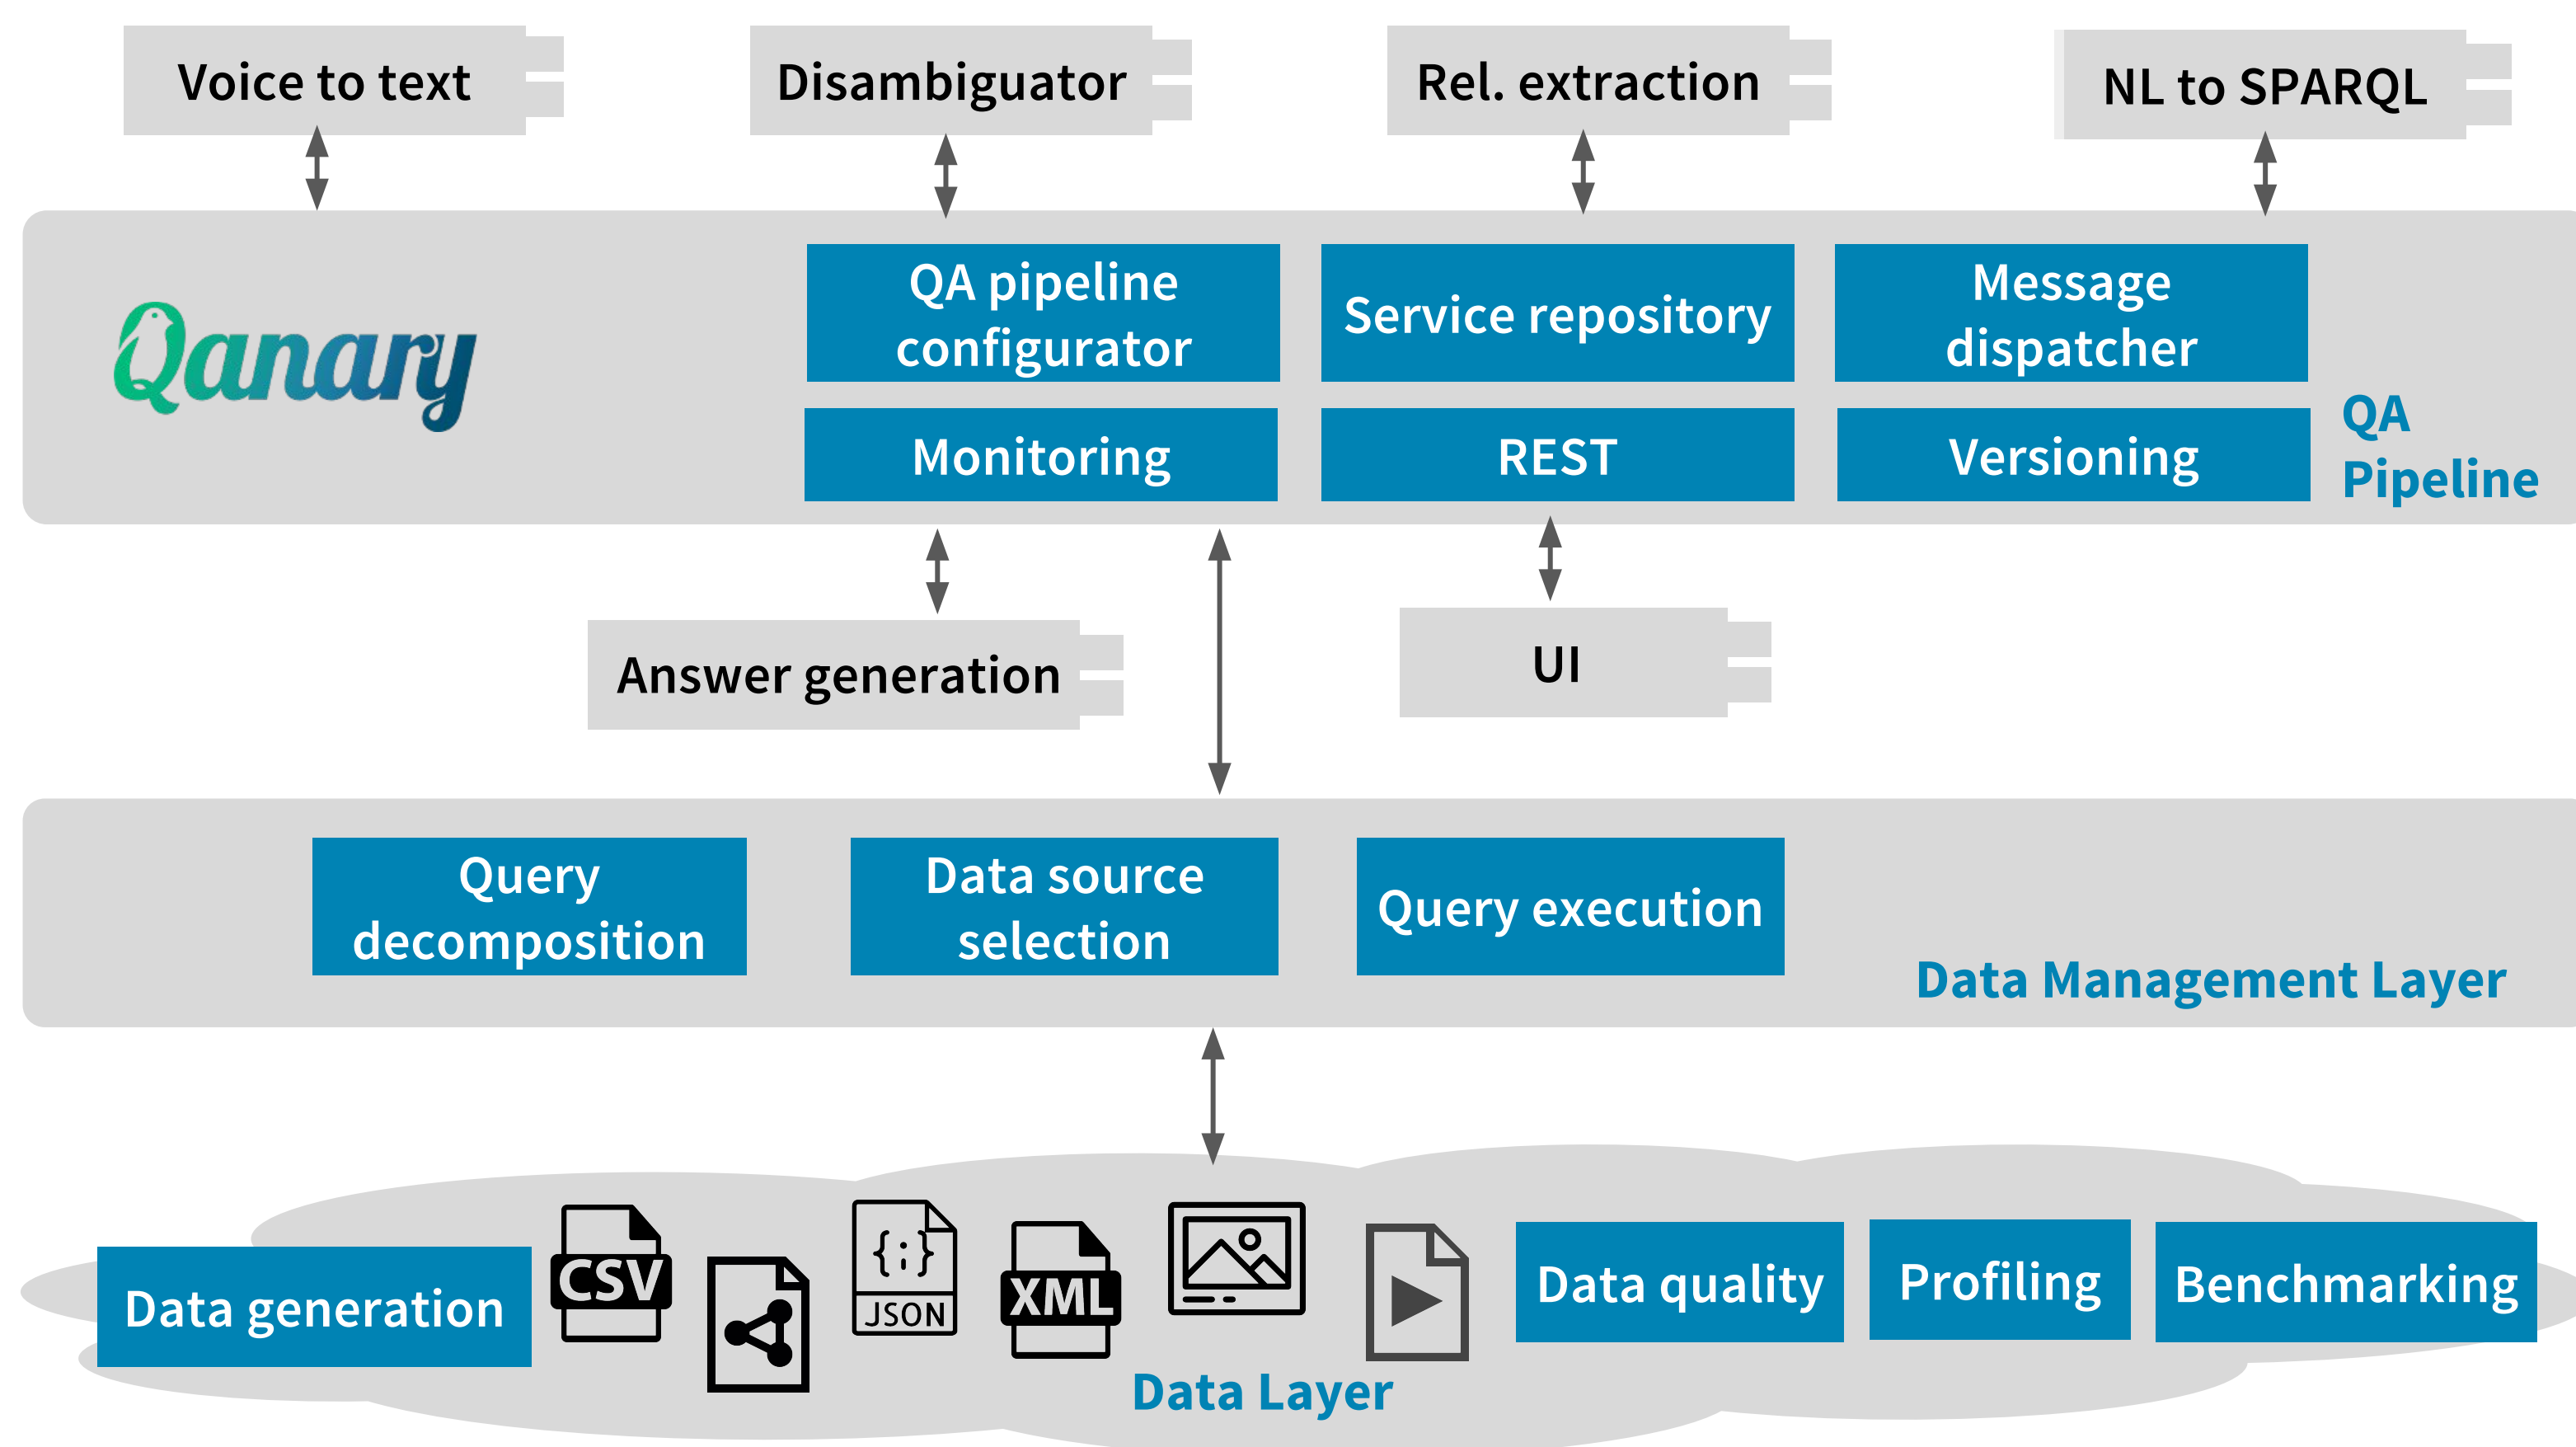 Voice to text
Disambiguator
Rel. extraction
NL to SPARQL
Qanary
QA pipeline
configurator
Service repository
Message
dispatcher
Monitoring
REST
Versioning
QA
Pipeline
Answer generation
UI
Query
decomposition
Data source
selection
Query execution
Data Management Layer
Data generation
CSV
{;}
JSON
XML
Data quality
Profiling
Benchmarking
Data Layer